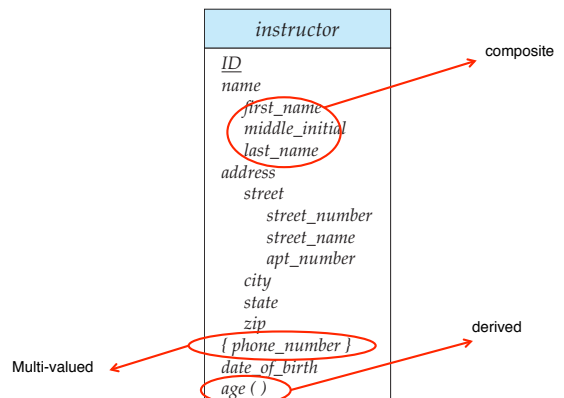 instructor
composite
ID
name
first_name
middle_initial
last_name
address
street
street_number
street_name
apt_number
city
state
zip
{ phone_number }
derived
Multi-valued
date_of_birth
age ( )